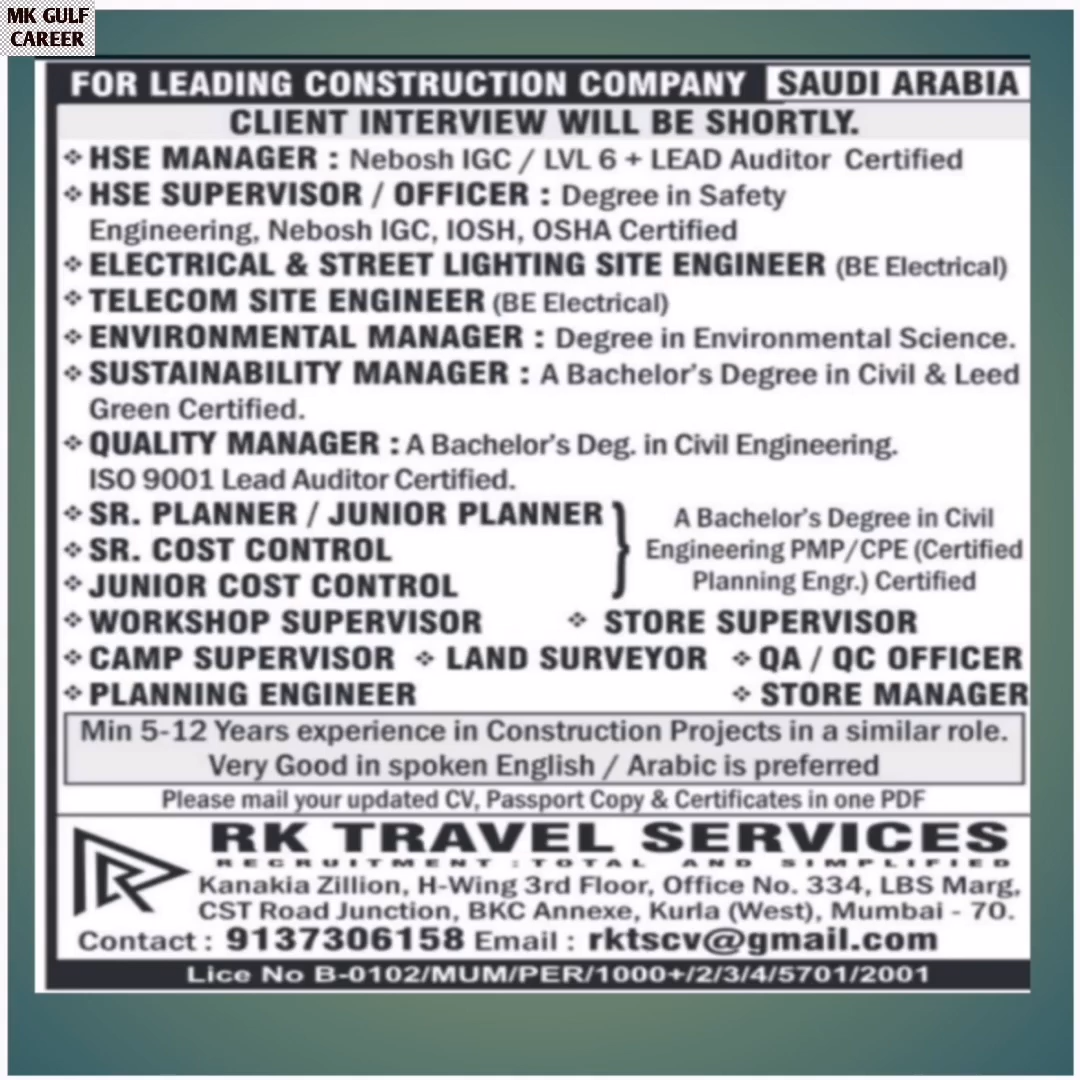 MK GULF
CAREER
FOR LEADING CONSTRUCTION COMPANY SAUDI ARABIA
CLIENT INTERVIEW WILL BE SHORTLY.
❖ HSE MANAGER : Nebosh IGC / LVL 6 + LEAD Auditor Certified
❖ HSE SUPERVISOR / OFFICER : Degree in Safety
Engineering, Nebosh IGC, IOSH, OSHA Certified
❖ ELECTRICAL & STREET LIGHTING SITE ENGINEER (BE Electrical)
❖ TELECOM SITE ENGINEER (BE Electrical)
❖ ENVIRONMENTAL MANAGER : Degree in Environmental Science.
❖ SUSTAINABILITY MANAGER : A Bachelor's Degree in Civil & Leed
Green Certified.
❖ QUALITY MANAGER : A Bachelor's Deg. in Civil Engineering.
ISO 9001 Lead Auditor Certified.
❖ SR. PLANNER / JUNIOR PLANNER
❖ SR. COST CONTROL
❖ JUNIOR COST CONTROL
A Bachelor's Degree in Civil
Engineering PMP/CPE (Certified
Planning Engr.) Certified
❖ WORKSHOP SUPERVISOR ❖ STORE SUPERVISOR
❖ CAMP SUPERVISOR ❖ LAND SURVEYOR ❖ QA / QC OFFICER
❖ PLANNING ENGINEER ❖ STORE MANAGER
Min 5-12 Years experience in Construction Projects in a similar role.
Very Good in spoken English / Arabic is preferred
Please mail your updated CV, Passport Copy & Certificates in one PDF
RK TRAVEL SERVICES
RECRUITMENT : TOTAL AND SIMPLIFIED
Kanakia Zillion, H-Wing 3rd Floor, Office No. 334, LBS Marg,
CST Road Junction, BKC Annexe, Kurla (West), Mumbai - 70.
Contact : 9137306158 Email : rktscv@gmail.com
Lice No B-0102/MUM/PER/1000+/2/3/4/5701/2001